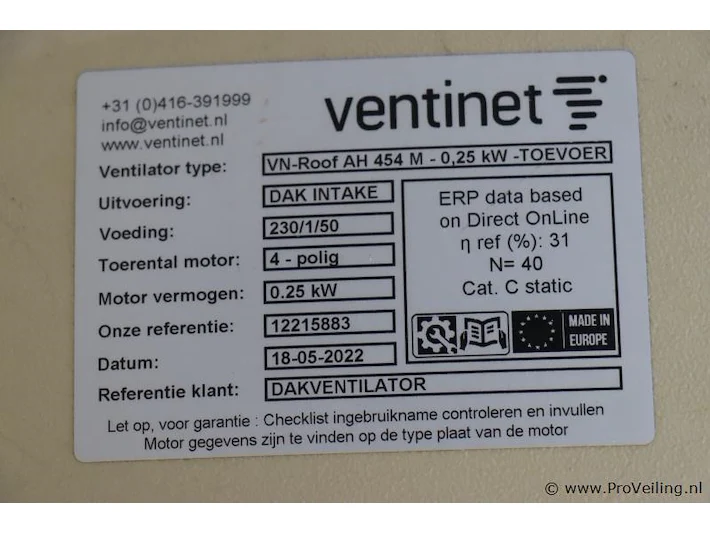 +31 (0)416-391999
info@ventinet.nl
www.ventinet.nl
ventinet
Ventilator type: VN-Roof AH 454 M - 0,25 kW -TOEVOER
Uitvoering: DAK INTAKE
Voeding: 230/1/50
Toerental motor: 4 - polig
Motor vermogen: 0.25 kW
Onze referentie: 12215883
Datum: 18-05-2022
Referentie klant: DAKVENTILATOR
ERP data based
on Direct OnLine
η ref (%): 31
N= 40
Cat. C static
MADE IN
EUROPE
Let op, voor garantie : Checklist ingebruikname controleren en invullen
Motor gegevens zijn te vinden op de type plaat van de motor
© www.ProVeiling.nl